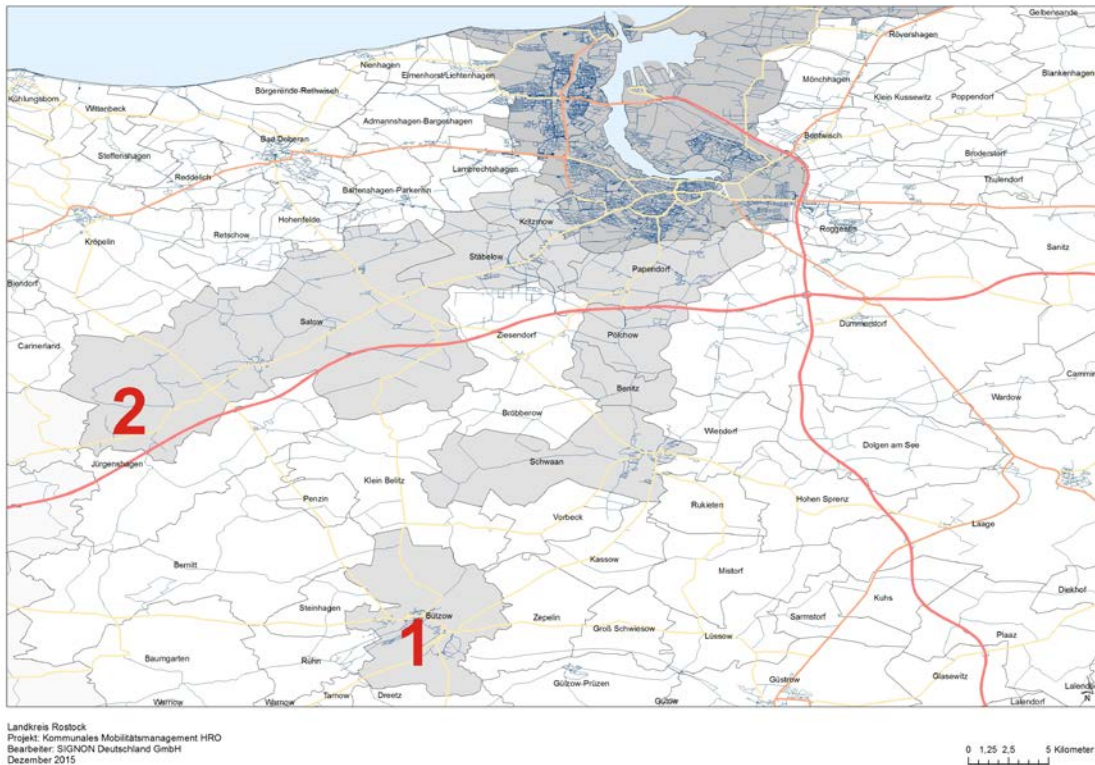 Gelbensande
Rövershagen
Nienhagen
Elmenhorst/Lichtenhagen
Mönchhagen
Blankenhagen
Kühlungsborn
Börgerende-Rethwisch
Klein Kussewitz
Poppendorf
Wittenbeck
Admannshagen-Bargeshagen
Bad Doberan
Bentwisch
Steffenshagen
Broderstorf
Lambrechtshagen
Reddelich
Thulendorf
Bartenshagen-Parkentin
Hohenfelde
Kritzmow
Retschow
Roggentin
Kröpelin
Sanitz
Stäbelow
Papendorf
Biendorf
Satow
Dummerstorf
Ziesendorf
Pölchow
Carinerland
Cammin
Benitz
Wardow
2
Bröbberow
Wiendorf
Dolgen am See
Jürgenshagen
Schwaan
Klein Belitz
Penzin
Hohen Sprenz
Rukieten
Vorbeck
Laage
Kassow
Bernitt
Mistorf
Diekhof
Kuhs
Steinhagen
Bützow
Zepelin
Sarmstorf
1
Groß Schwiesow
Lüssow
Plaaz
Baumgarten
Rühn
Gülzow-Prüzen
Güstrow
Glasewitz
Tarnow
Dreetz
Warnow
Warnow
Gutow
Lalendorf
N
Landkreis Rostock
Projekt: Kommunales Mobilitätsmanagement HRO
Bearbeiter: SIGNON Deutschland GmbH
Dezember 2015
0 1,25 2,5 5 Kilometer